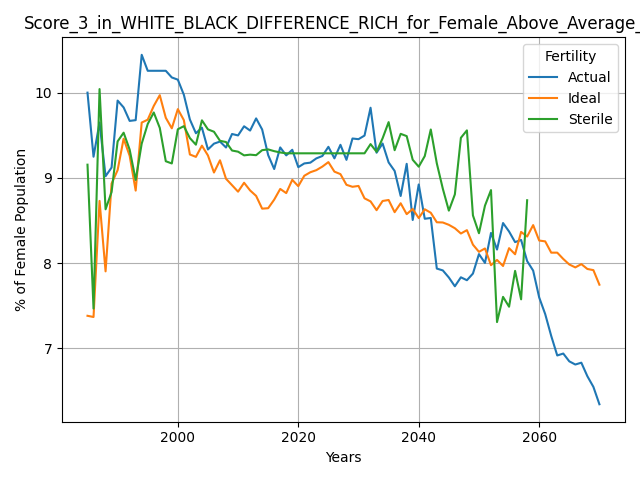 Score_3_in_WHITE_BLACK_DIFFERENCE_RICH_for_Female_Above_Average_
Fertility
Actual
Ideal
Sterile
% of Female Population
10
9
8
7
2000
2020
2040
2060
Years